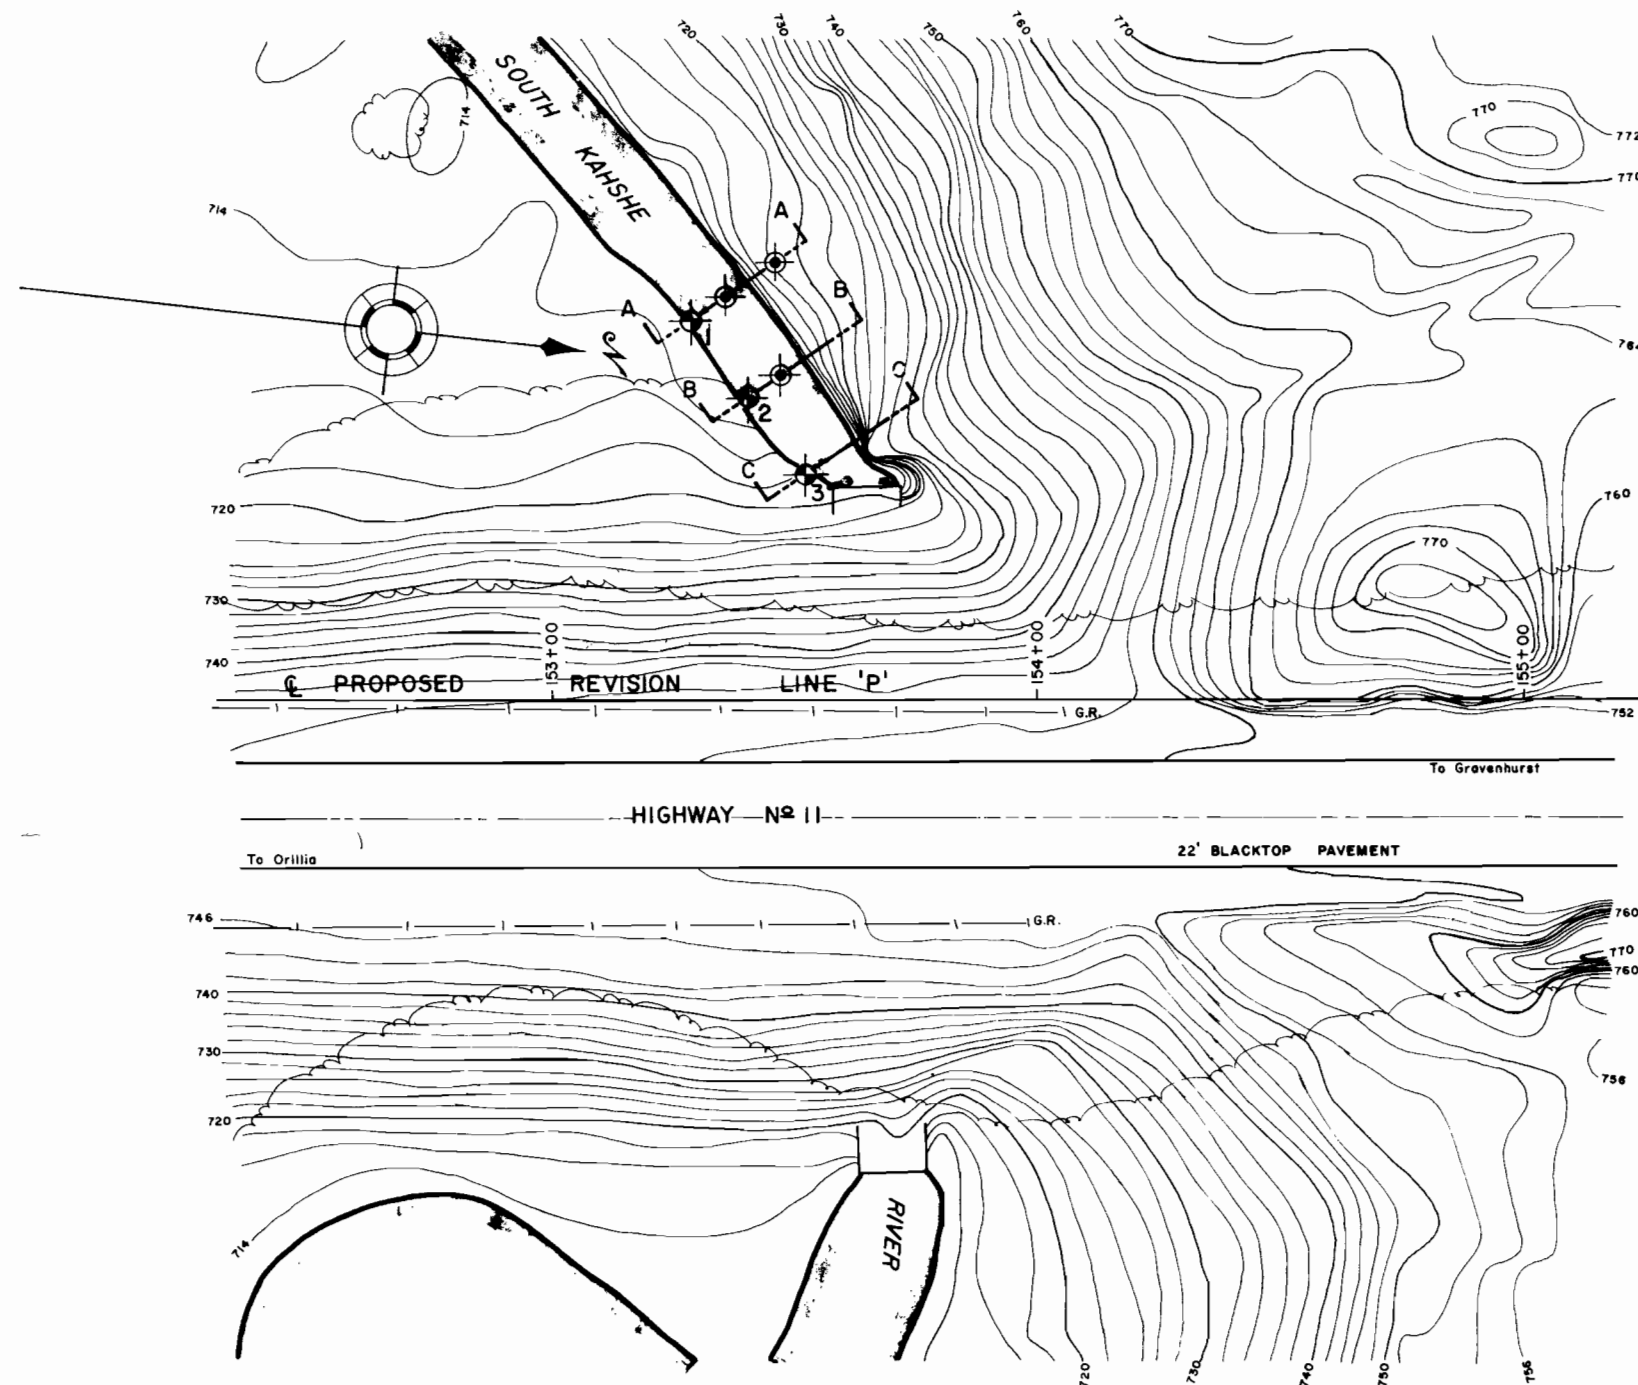 720
730
740
750
760
770
SOUTH
KAHSHE
714
770
772
770
714
A
B
A
1
N
C
764
B
2
C
3
720
760
770
730
740
153+00
154+00
155+00
℄ PROPOSED REVISION LINE 'P'
G.R.
752
To Gravenhurst
HIGHWAY Nº 11
To Orillia
22' BLACKTOP PAVEMENT
746
G.R.
760
770
760
740
730
756
720
RIVER
714
720
730
740
750
756